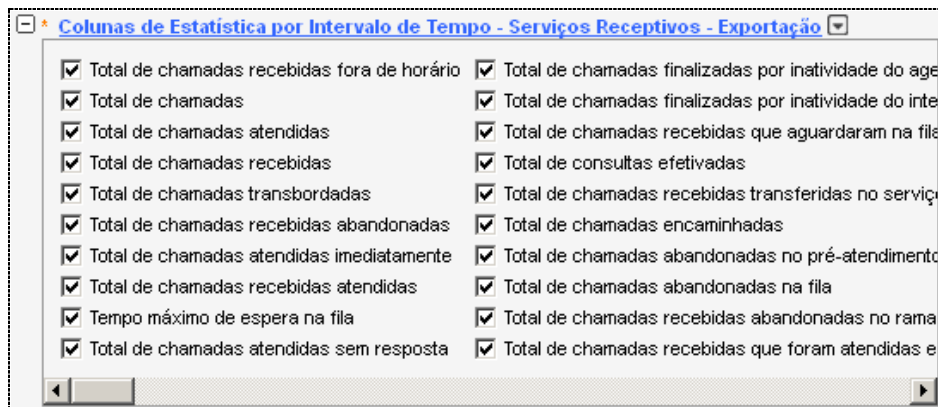 * Colunas de Estatística por Intervalo de Tempo - Serviços Receptivos - Exportação
Total de chamadas recebidas fora de horário
Total de chamadas
Total de chamadas atendidas
Total de chamadas recebidas
Total de chamadas transbordadas
Total de chamadas recebidas abandonadas
Total de chamadas atendidas imediatamente
Total de chamadas recebidas atendidas
Tempo máximo de espera na fila
Total de chamadas atendidas sem resposta
Total de chamadas finalizadas por inatividade do age
Total de chamadas finalizadas por inatividade do inte
Total de chamadas recebidas que aguardaram na fila
Total de consultas efetivadas
Total de chamadas recebidas transferidas no serviço
Total de chamadas encaminhadas
Total de chamadas abandonadas no pré-atendimento
Total de chamadas abandonadas na fila
Total de chamadas recebidas abandonadas no rama
Total de chamadas recebidas que foram atendidas e